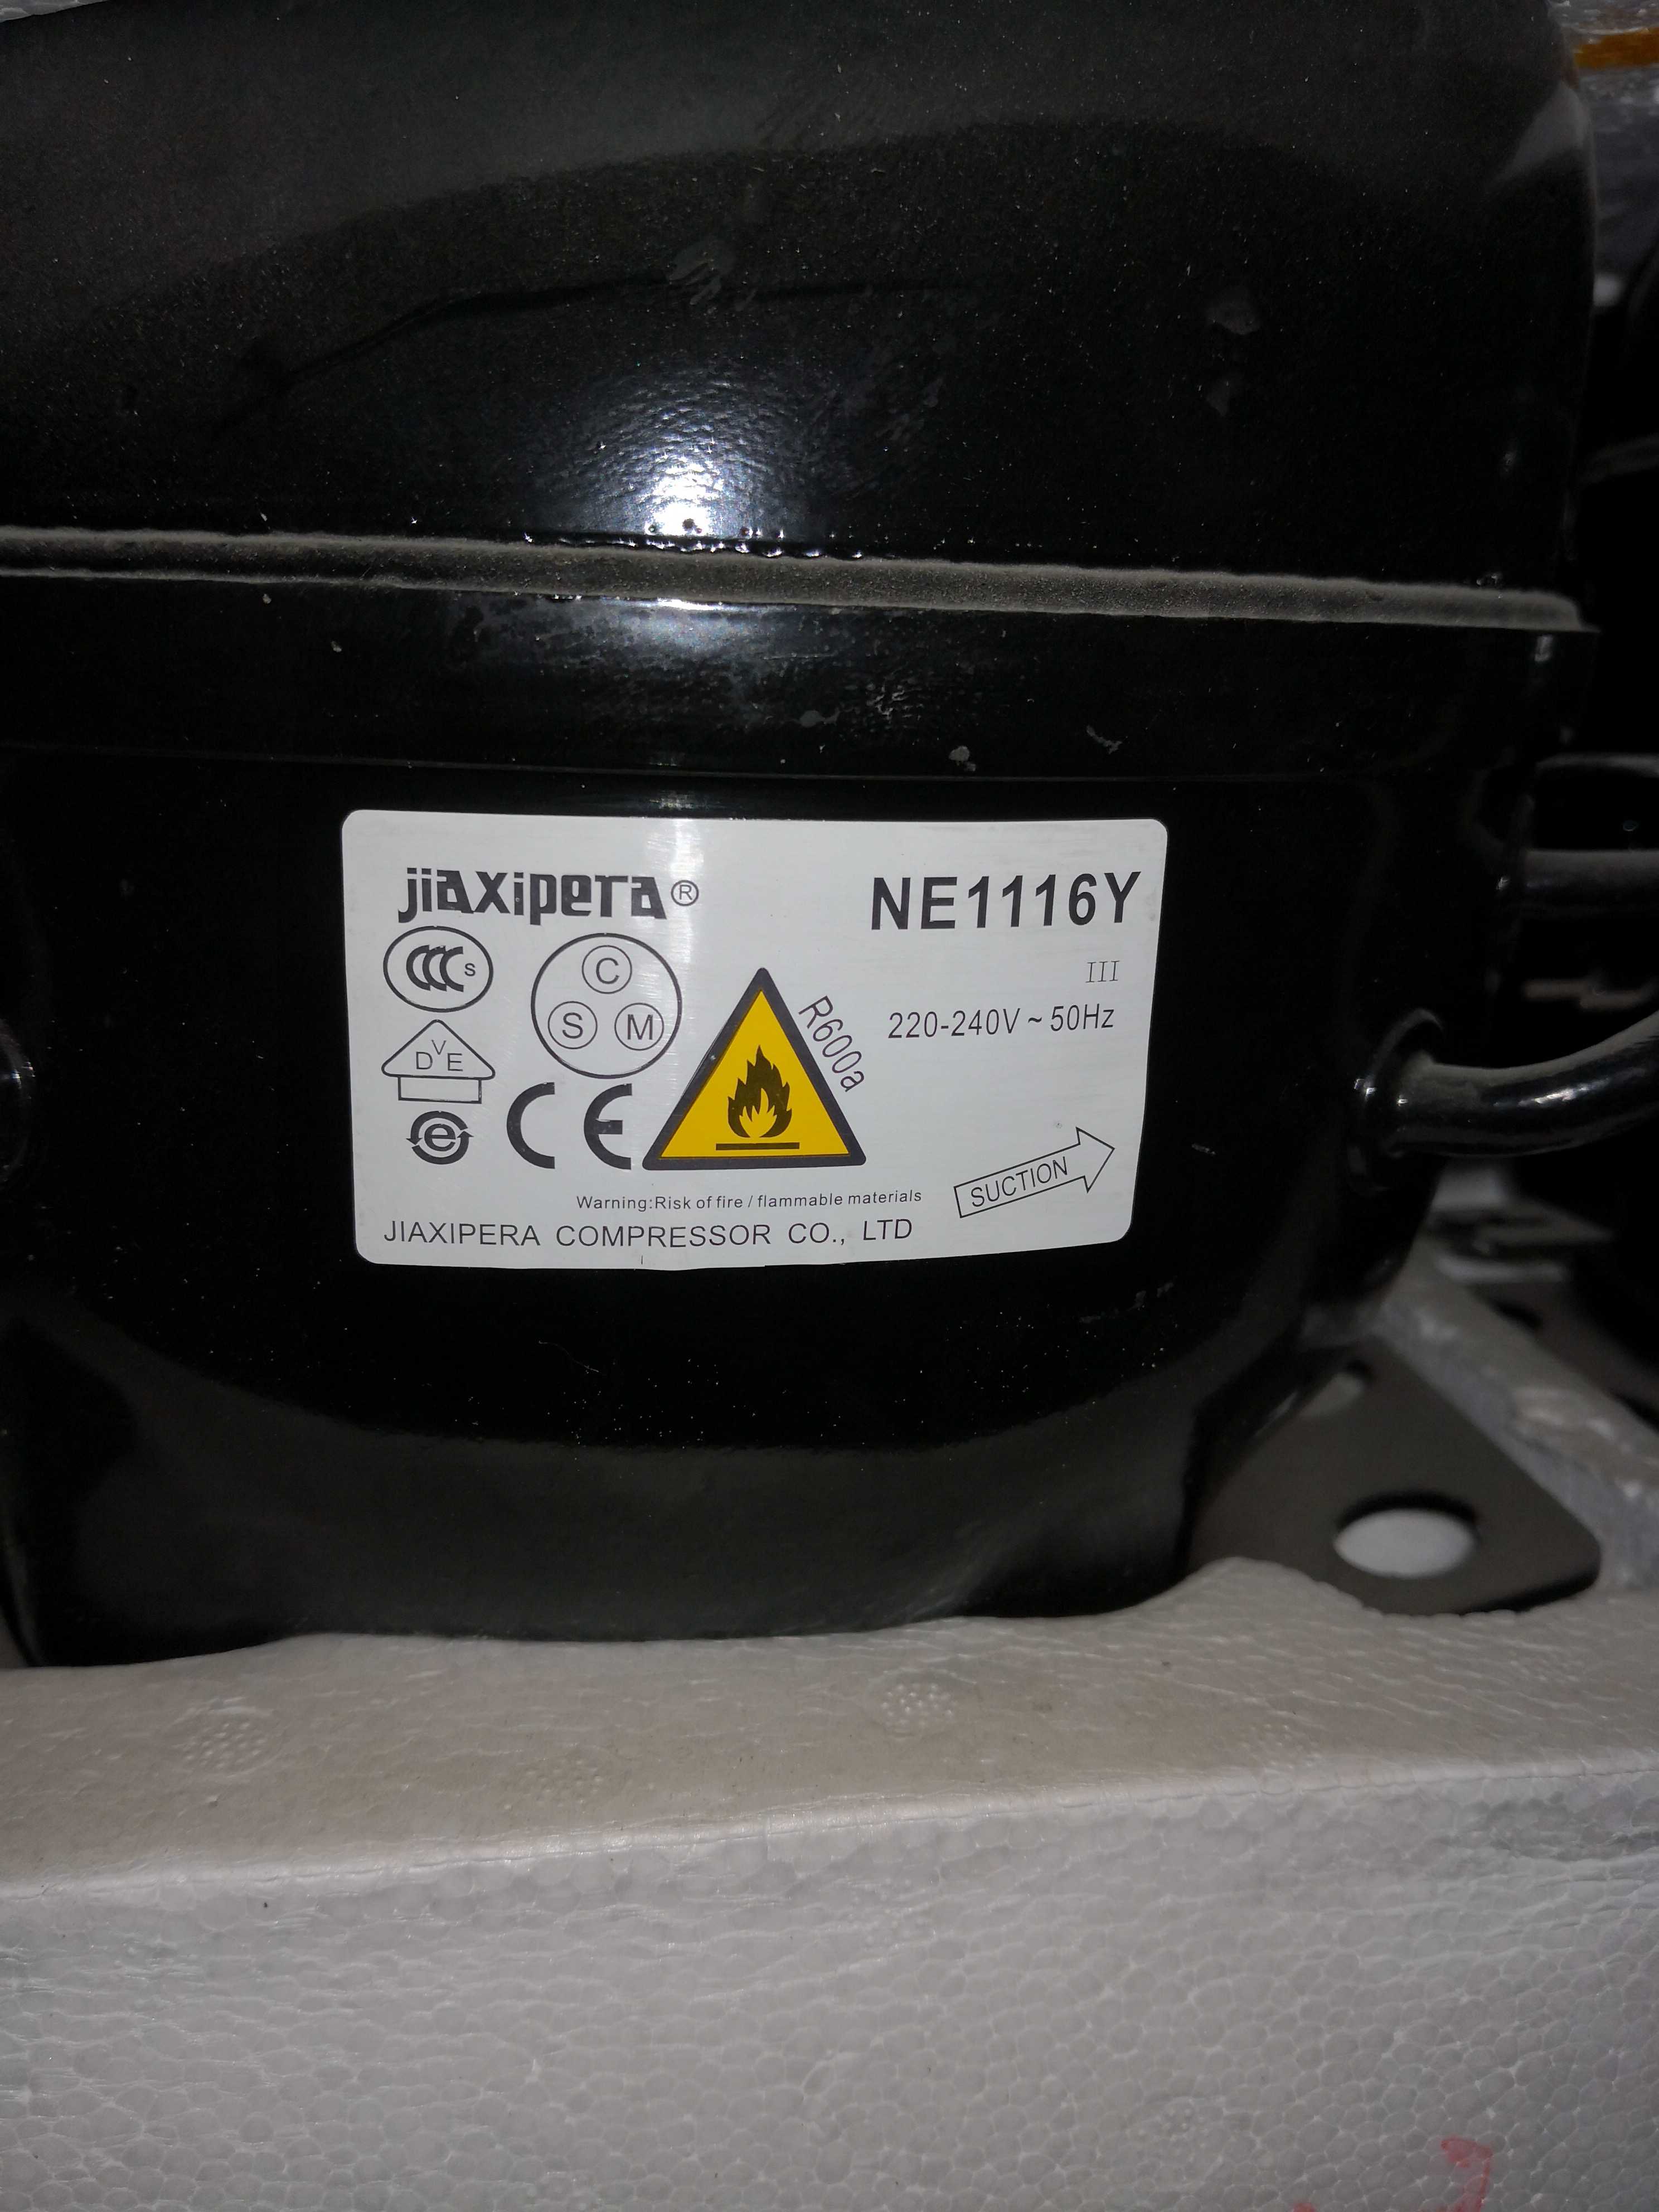 jiaxipera®
NE1116Y
CCC S
C
S M
III
R600a
220-240V ~ 50Hz
DVE
e
CE
SUCTION
Warning:Risk of fire / flammable materials
JIAXIPERA COMPRESSOR CO., LTD